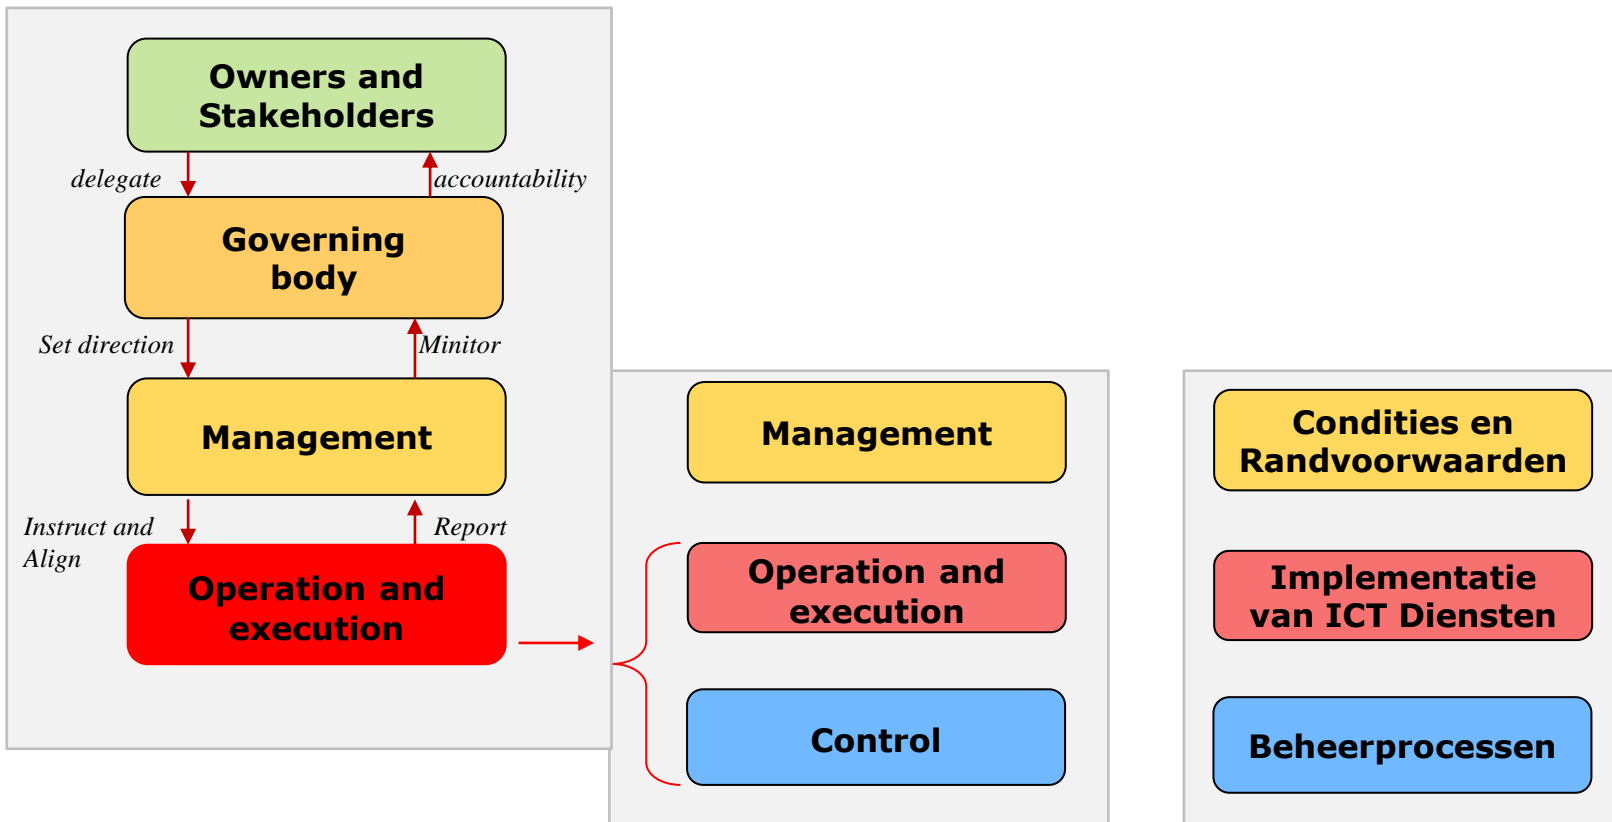 Owners and
Stakeholders
delegate
accountability
Governing
body
Set direction
Minitor
Management
Instruct and
Align
Report
Operation and
execution
Management
Operation and
execution
Control
Condities en
Randvoorwaarden
Implementatie
van ICT Diensten
Beheerprocessen